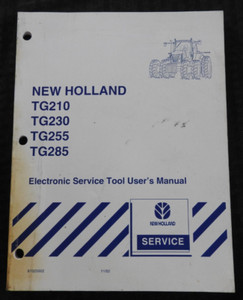 NEW HOLLAND
TG210
TG230
TG255
TG285
Electronic Service Tool User's Manual
NEW HOLLAND
SERVICE